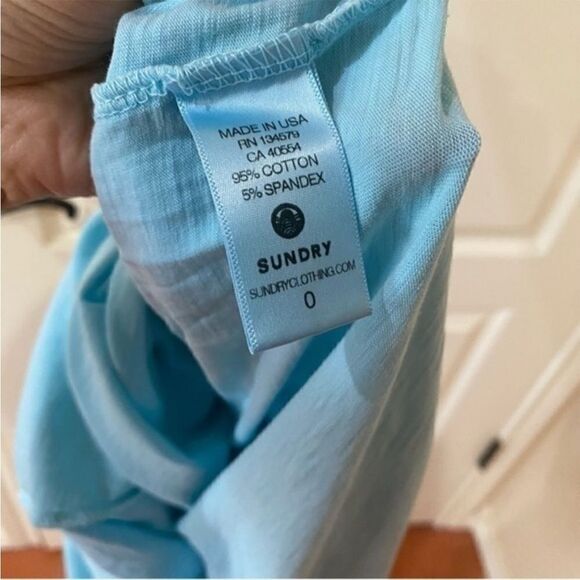 MADE IN USA
RN 134579
CA 40554
95% COTTON
5% SPANDEX
SUNDRY
SUNDRYCLOTHING.COM
0